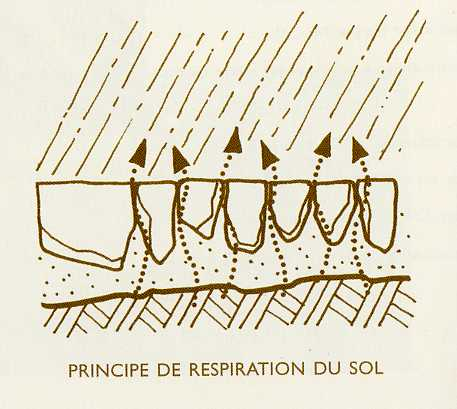 PRINCIPE DE RESPIRATION DU SOL